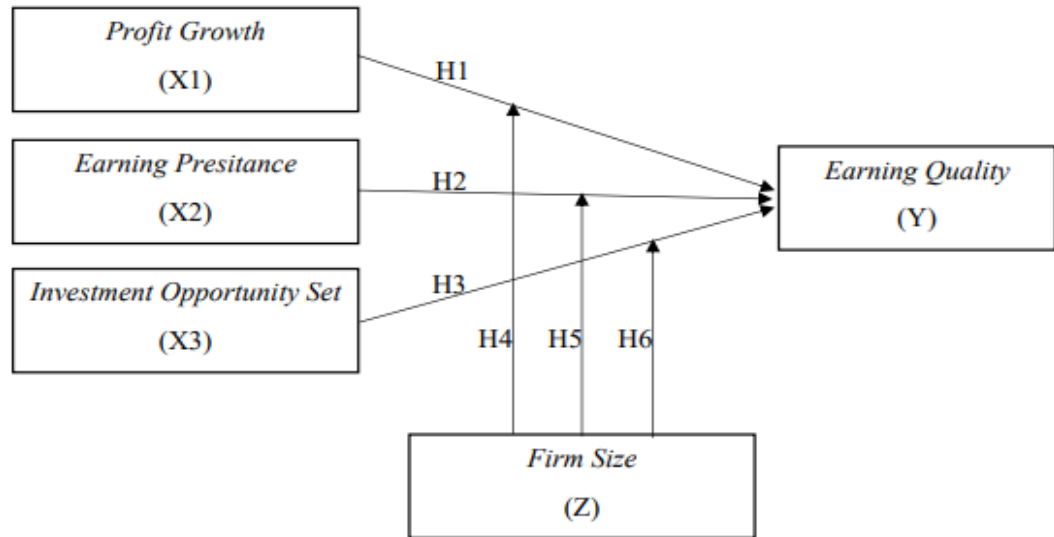 Profit Growth
(X1)
H1
Earning Presitance
(X2)
H2
Earning Quality
(Y)
Investment Opportunity Set
(X3)
H3
H4
H5
H6
Firm Size
(Z)